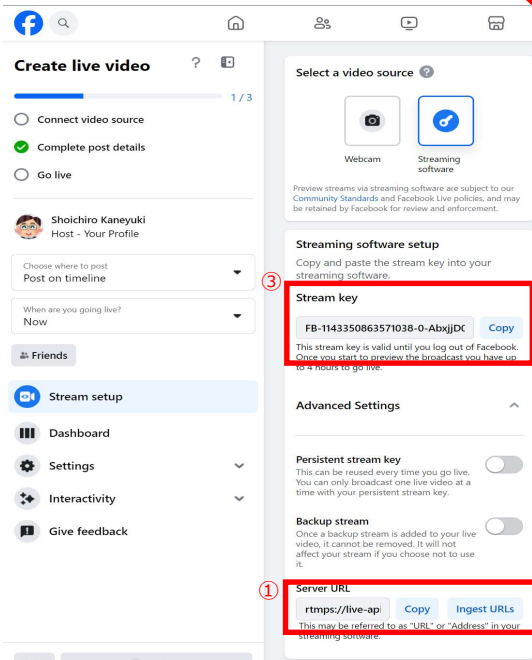 Create live video
?
1 / 3
Connect video source
Complete post details
Go live
Shoichiro Kaneyuki
Host - Your Profile
Choose where to post
Post on timeline
When are you going live?
Now
Friends
Stream setup
Dashboard
Settings
Interactivity
Give feedback
Select a video source ?
Webcam
Streaming
software
Preview streams via streaming software are subject to our
Community Standards and Facebook Live policies, and may
be retained by Facebook for review and enforcement.
Streaming software setup
Copy and paste the stream key into your
streaming software.
③
Stream key
FB-1143350863571038-0-AbxjjD
Copy
This stream key is valid until you log out of Facebook.
Once you start to preview the broadcast you have up
to 4 hours to go live.
Advanced Settings
Persistent stream key
This can be reused every time you go live.
You can only broadcast one live video at a
time with your persistent stream key.
Backup stream
Once a backup stream is added to your live
video, it cannot be removed. It will not
affect your stream if you choose not to use
it.
①
Server URL
rtmps://live-api
Copy
Ingest URLs
This may be referred to as "URL" or "Address" in your
streaming software.